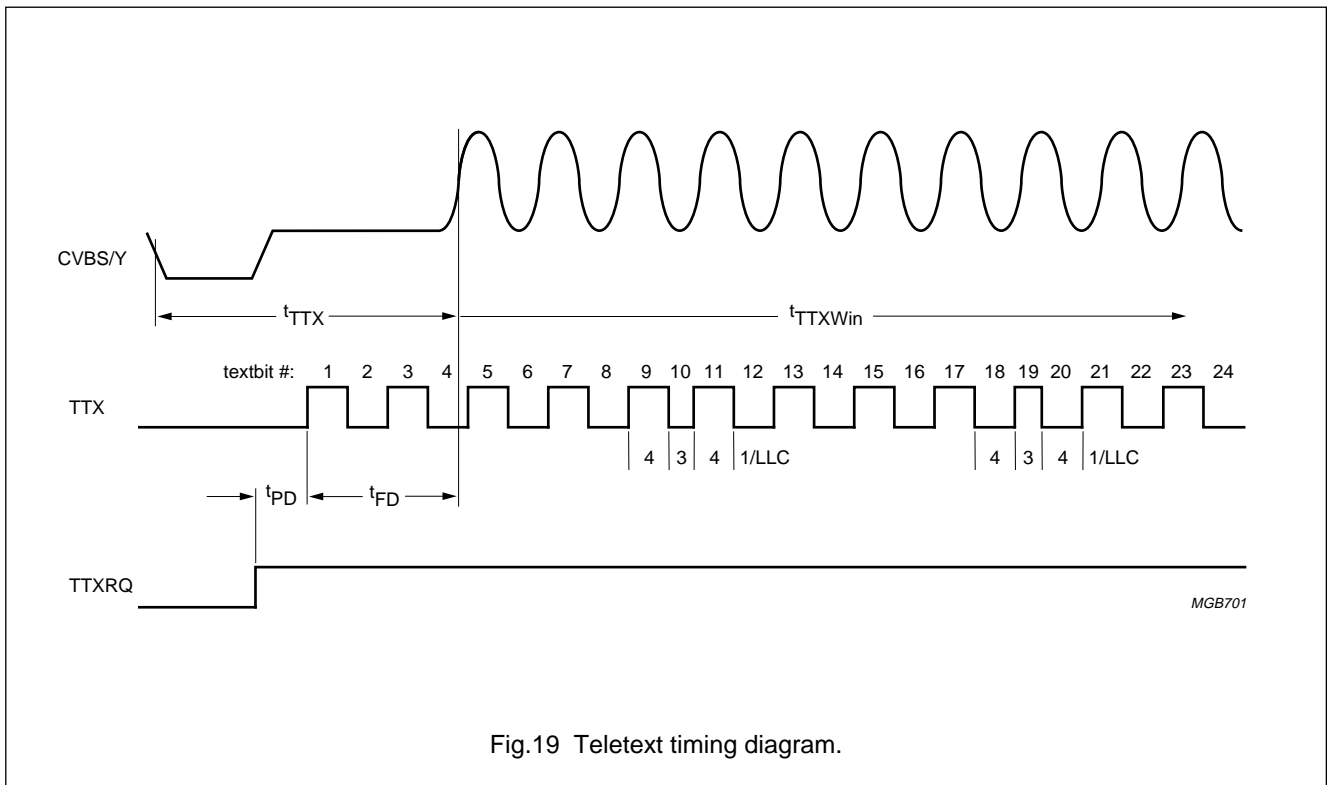 CVBS/Y
tTTX
tTTXWin
textbit #: 1 2 3 4 5 6 7 8 9 10 11 12 13 14 15 16 17 18 19 20 21 22 23 24
TTX
4 3 4 1/LLC 4 3 4 1/LLC
tPD
tFD
TTXRQ
MGB701
Fig.19 Teletext timing diagram.